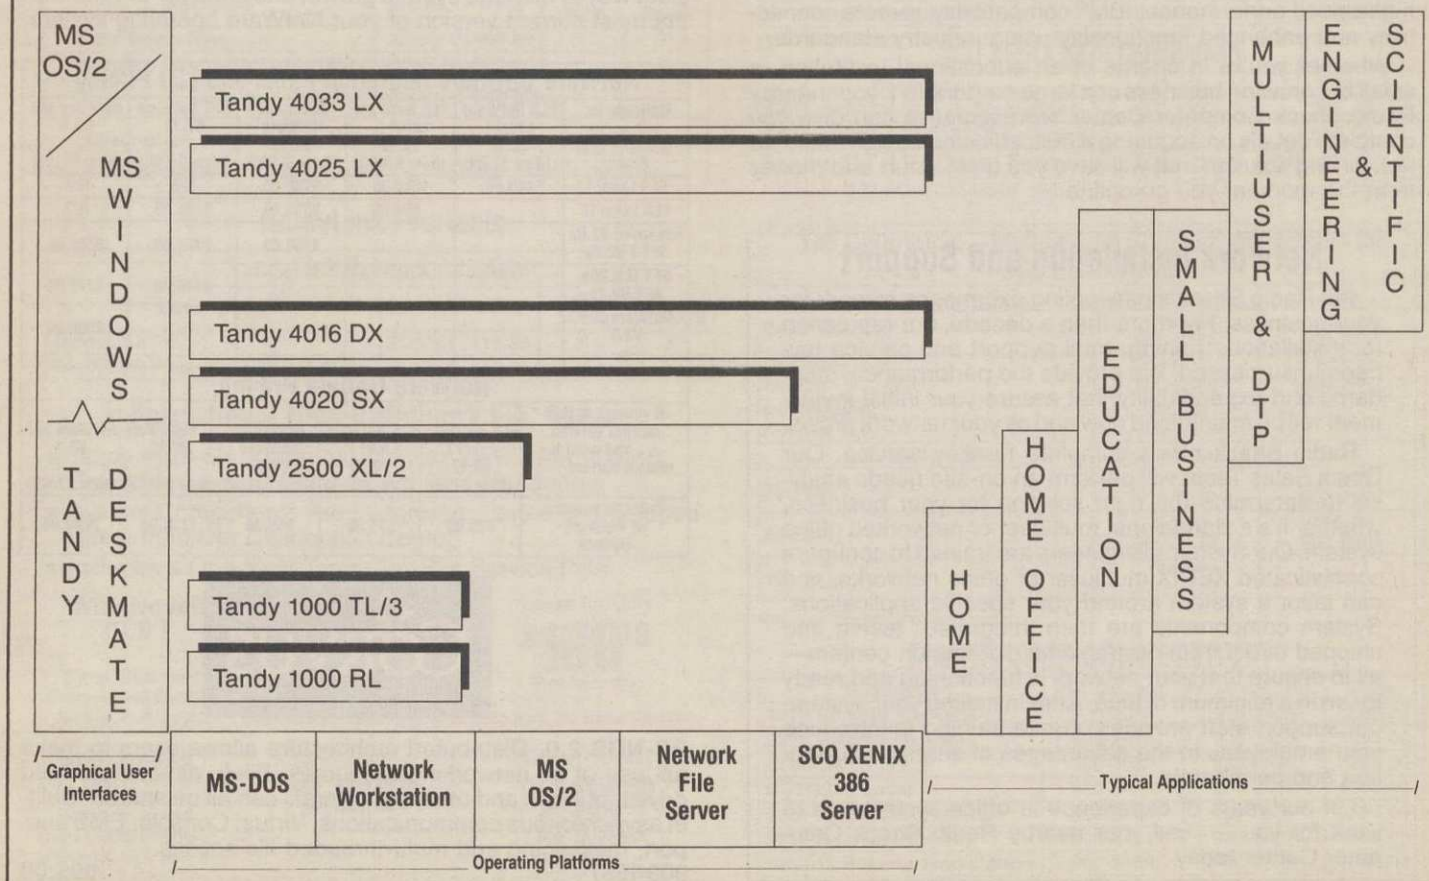 MS
OS/2
MS
WINDOWS
TANDY
DESKMATE
Tandy 4033 LX
Tandy 4025 LX
Tandy 4016 DX
Tandy 4020 SX
Tandy 2500 XL/2
Tandy 1000 TL/3
Tandy 1000 RL
HOME
HOME OFFICE
EDUCATION
SMALL BUSINESS
MULTIUSER & DTP
ENGINEERING
&
SCIENTIFIC
Graphical User
Interfaces
MS-DOS
Network
Workstation
MS
OS/2
Network
File
Server
SCO XENIX
386
Server
Operating Platforms
Typical Applications